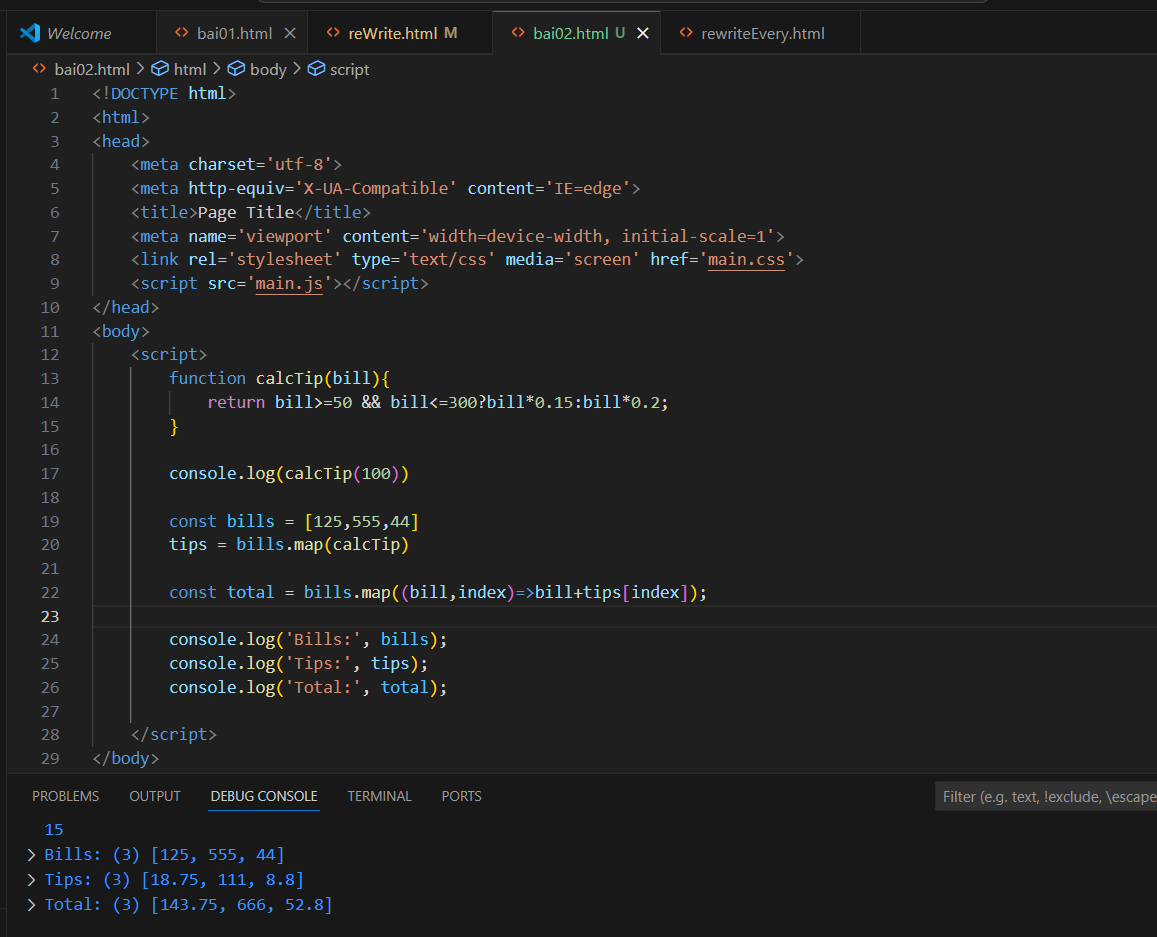 Welcome bai01.html reWrite.html M bai02.html U rewriteEvery.html
bai02.html > html > body > script
1 <!DOCTYPE html>
2 <html>
3 <head>
4     <meta charset='utf-8'>
5     <meta http-equiv='X-UA-Compatible' content='IE=edge'>
6     <title>Page Title</title>
7     <meta name='viewport' content='width=device-width, initial-scale=1'>
8     <link rel='stylesheet' type='text/css' media='screen' href='main.css'>
9     <script src='main.js'></script>
10 </head>
11 <body>
12     <script>
13         function calcTip(bill){
14             return bill>=50 && bill<=300?bill*0.15:bill*0.2;
15         }
16
17         console.log(calcTip(100))
18
19         const bills = [125,555,44]
20         tips = bills.map(calcTip)
21
22         const total = bills.map((bill,index)=>bill+tips[index]);
23
24         console.log('Bills:', bills);
25         console.log('Tips:', tips);
26         console.log('Total:', total);
27
28     </script>
29 </body>
PROBLEMS OUTPUT DEBUG CONSOLE TERMINAL PORTS Filter (e.g. text, !exclude, \escape
15
> Bills: (3) [125, 555, 44]
> Tips: (3) [18.75, 111, 8.8]
> Total: (3) [143.75, 666, 52.8]